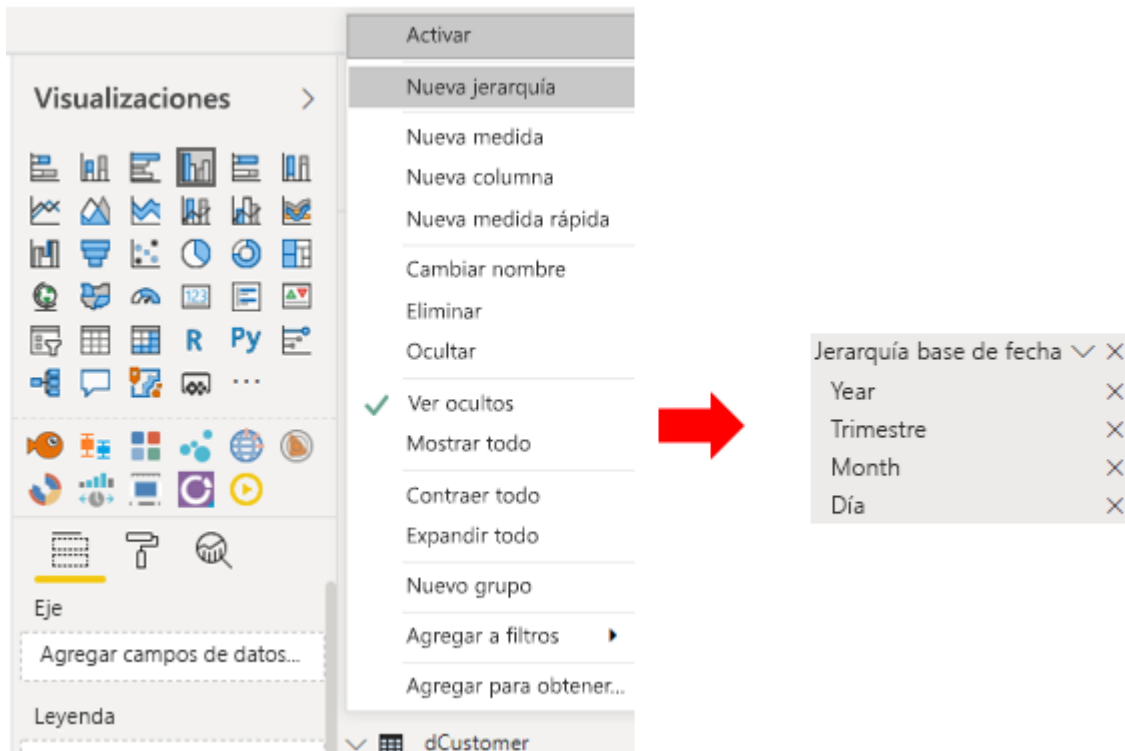 Visualizaciones
123
R
Py
Eje
Agregar campos de datos...
Leyenda
Activar
Nueva jerarquía
Nueva medida
Nueva columna
Nueva medida rápida
Cambiar nombre
Eliminar
Ocultar
Ver ocultos
Mostrar todo
Contraer todo
Expandir todo
Nuevo grupo
Agregar a filtros
Agregar para obtener...
dCustomer
Jerarquía base de fecha
Year
Trimestre
Month
Día